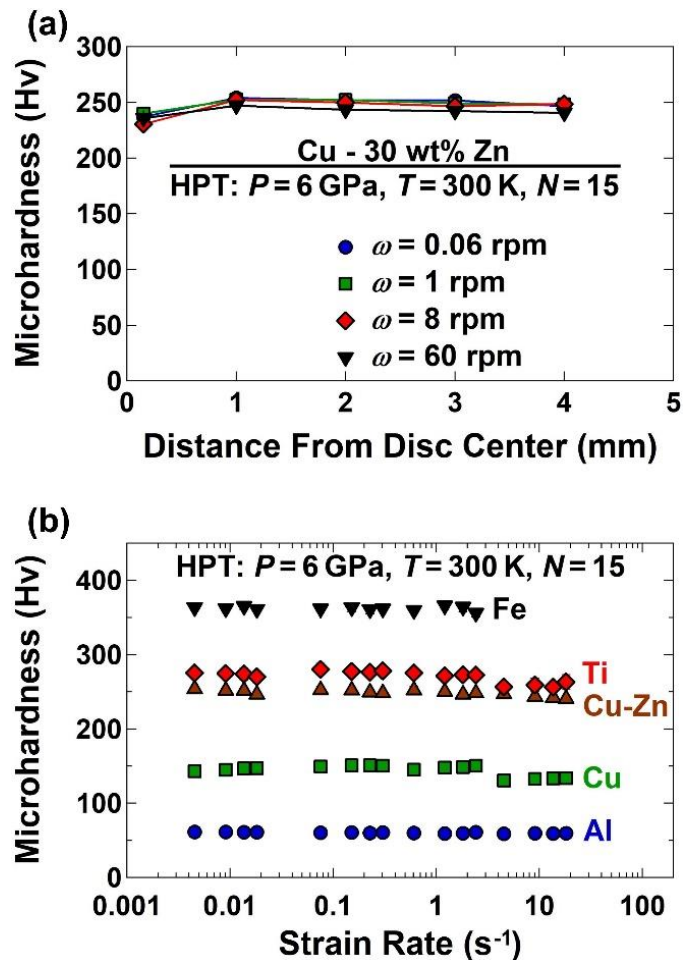 (a)
Microhardness (Hv)
300
250
200
150
100
50
0
Cu - 30 wt% Zn
HPT: P = 6 GPa, T = 300 K, N = 15
ω = 0.06 rpm
ω = 1 rpm
ω = 8 rpm
ω = 60 rpm
0 1 2 3 4 5
Distance From Disc Center (mm)
(b)
Microhardness (Hv)
400
300
200
100
0
HPT: P = 6 GPa, T = 300 K, N = 15
Fe
Ti
Cu-Zn
Cu
Al
0.001 0.01 0.1 1 10 100
Strain Rate (s⁻¹)